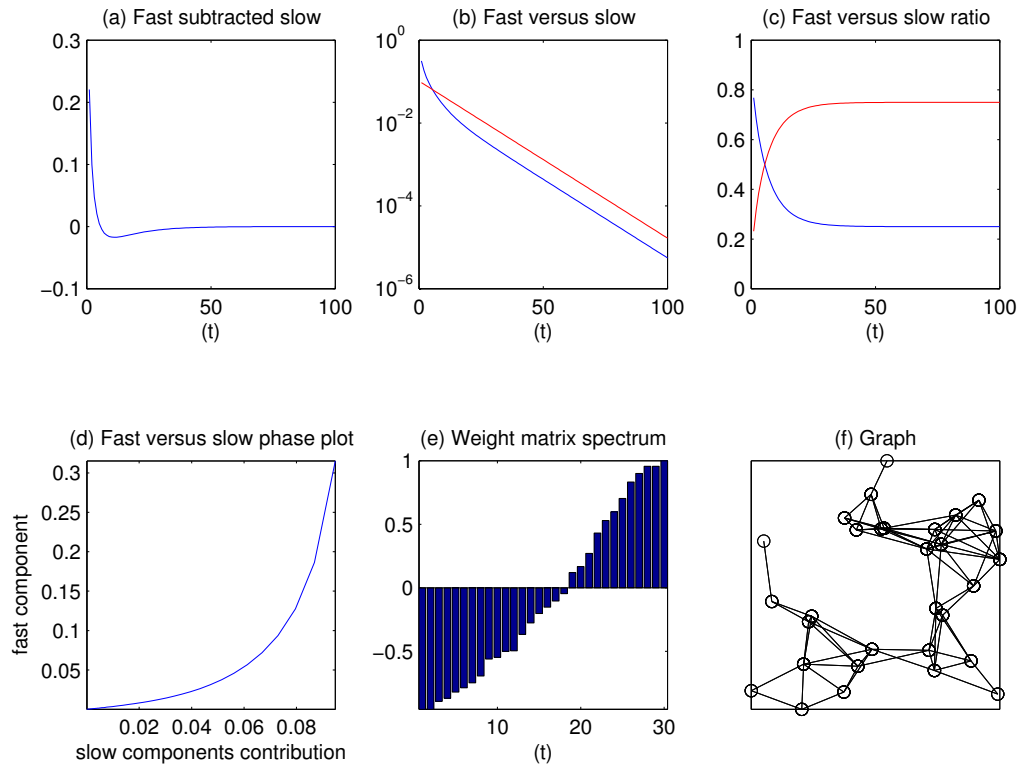 (a) Fast subtracted slow
0.3
0.2
0.1
0
−0.1
0
50
100
(t)
(b) Fast versus slow
10^0
10^−2
10^−4
10^−6
0
50
100
(t)
(c) Fast versus slow ratio
1
0.8
0.6
0.4
0.2
0
0
50
100
(t)
(d) Fast versus slow phase plot
fast component
0.3
0.25
0.2
0.15
0.1
0.05
0.02 0.04 0.06 0.08
slow components contribution
(e) Weight matrix spectrum
1
0.5
0
−0.5
10
20
30
(t)
(f) Graph